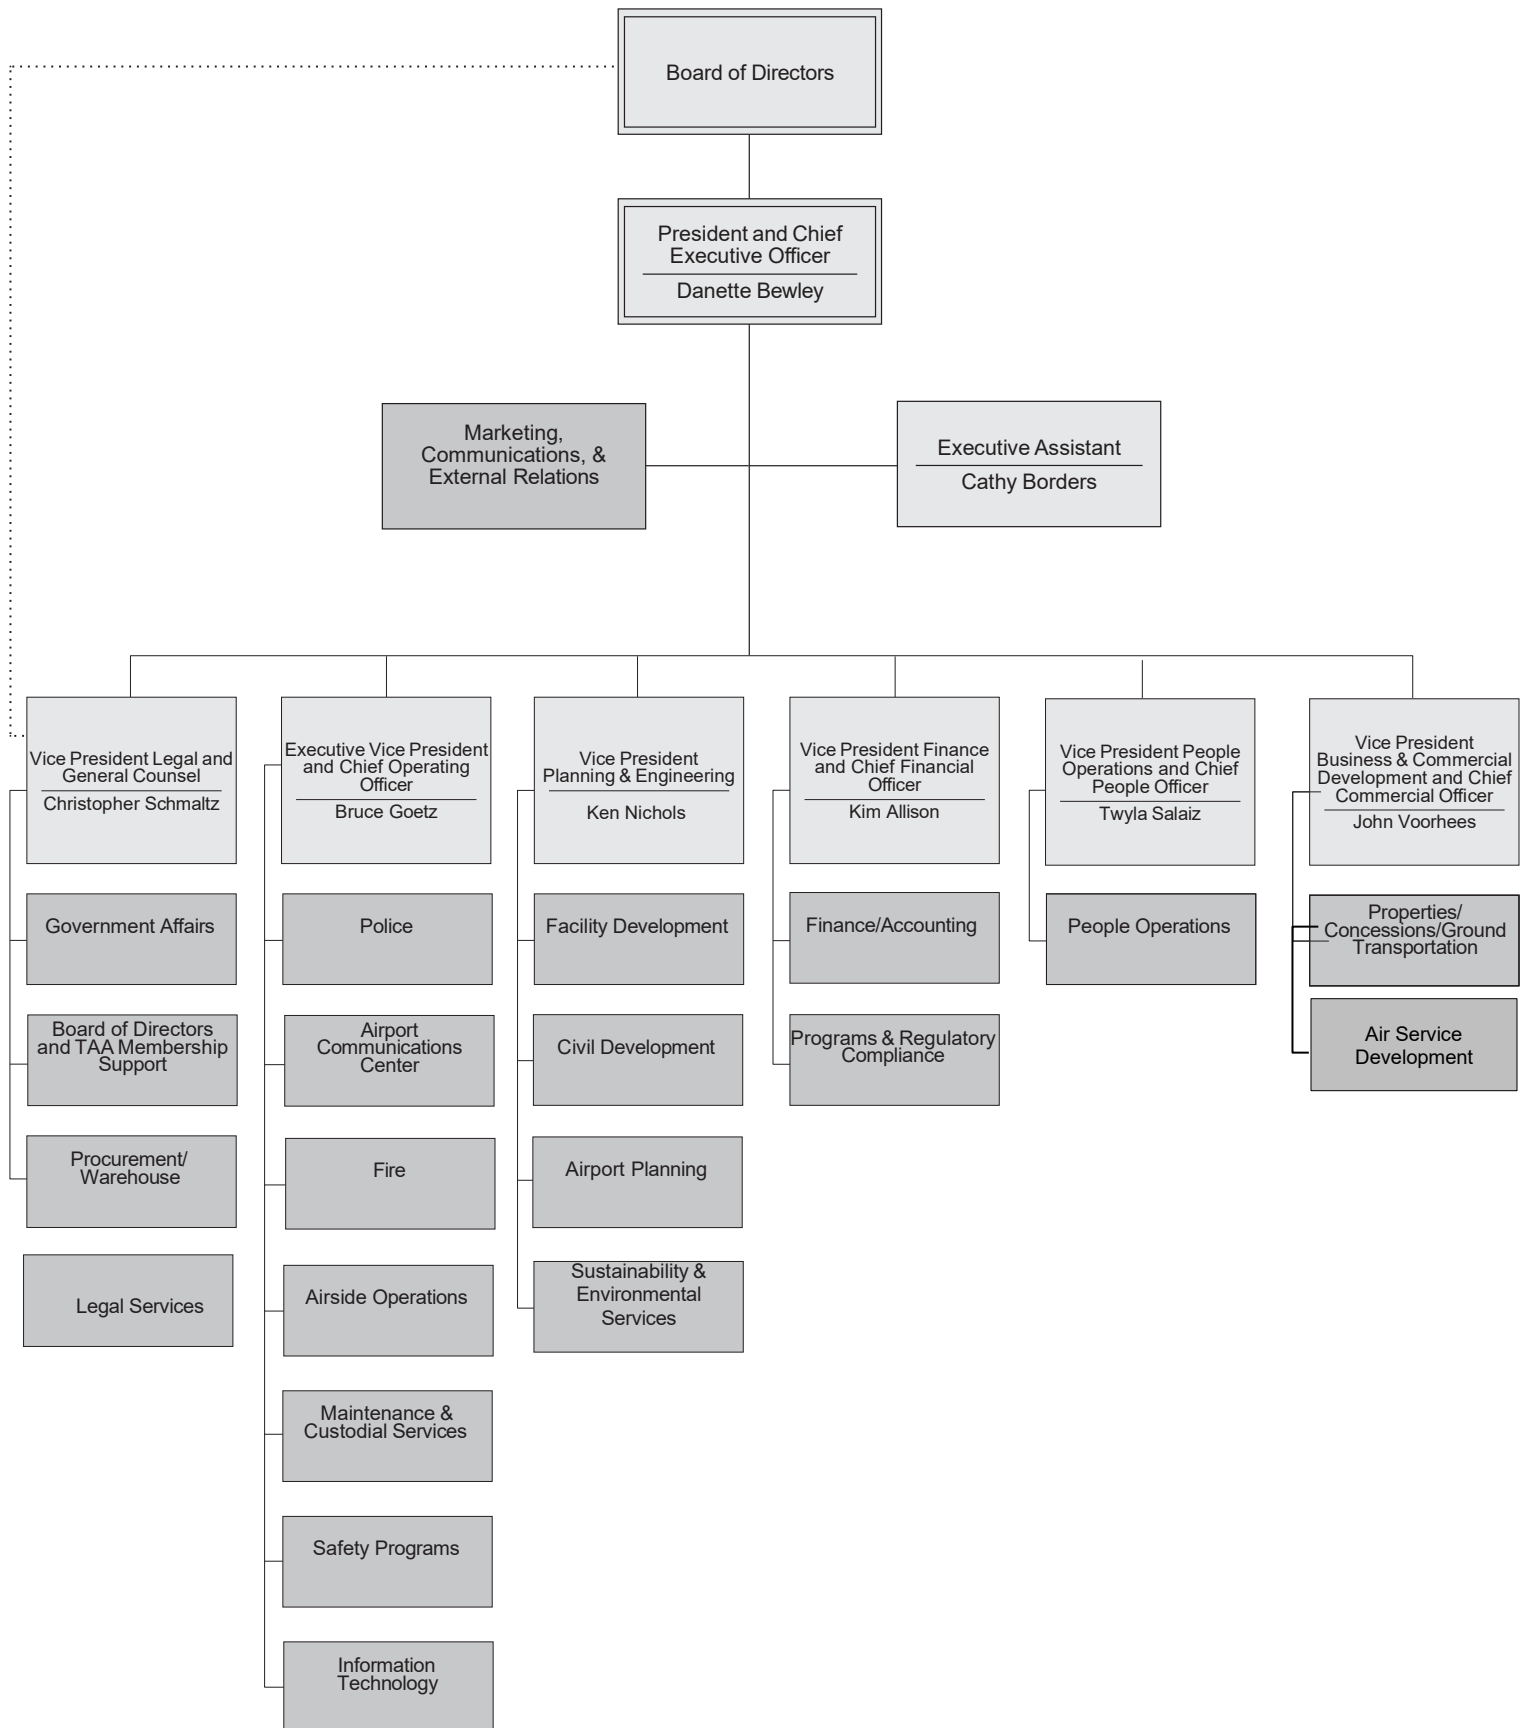 Board of Directors
President and Chief
Executive Officer
Danette Bewley
Marketing,
Communications, &
External Relations
Executive Assistant
Cathy Borders
Vice President Legal and
General Counsel
Christopher Schmaltz
Executive Vice President
and Chief Operating
Officer
Bruce Goetz
Vice President
Planning & Engineering
Ken Nichols
Vice President Finance
and Chief Financial
Officer
Kim Allison
Vice President People
Operations and Chief
People Officer
Twyla Salaiz
Vice President
Business & Commercial
Development and Chief
Commercial Officer
John Voorhees
Government Affairs
Police
Facility Development
Finance/Accounting
People Operations
Properties/
Concessions/Ground
Transportation
Board of Directors
and TAA Membership
Support
Airport
Communications
Center
Civil Development
Programs & Regulatory
Compliance
Air Service
Development
Procurement/
Warehouse
Fire
Airport Planning
Legal Services
Airside Operations
Sustainability &
Environmental
Services
Maintenance &
Custodial Services
Safety Programs
Information
Technology